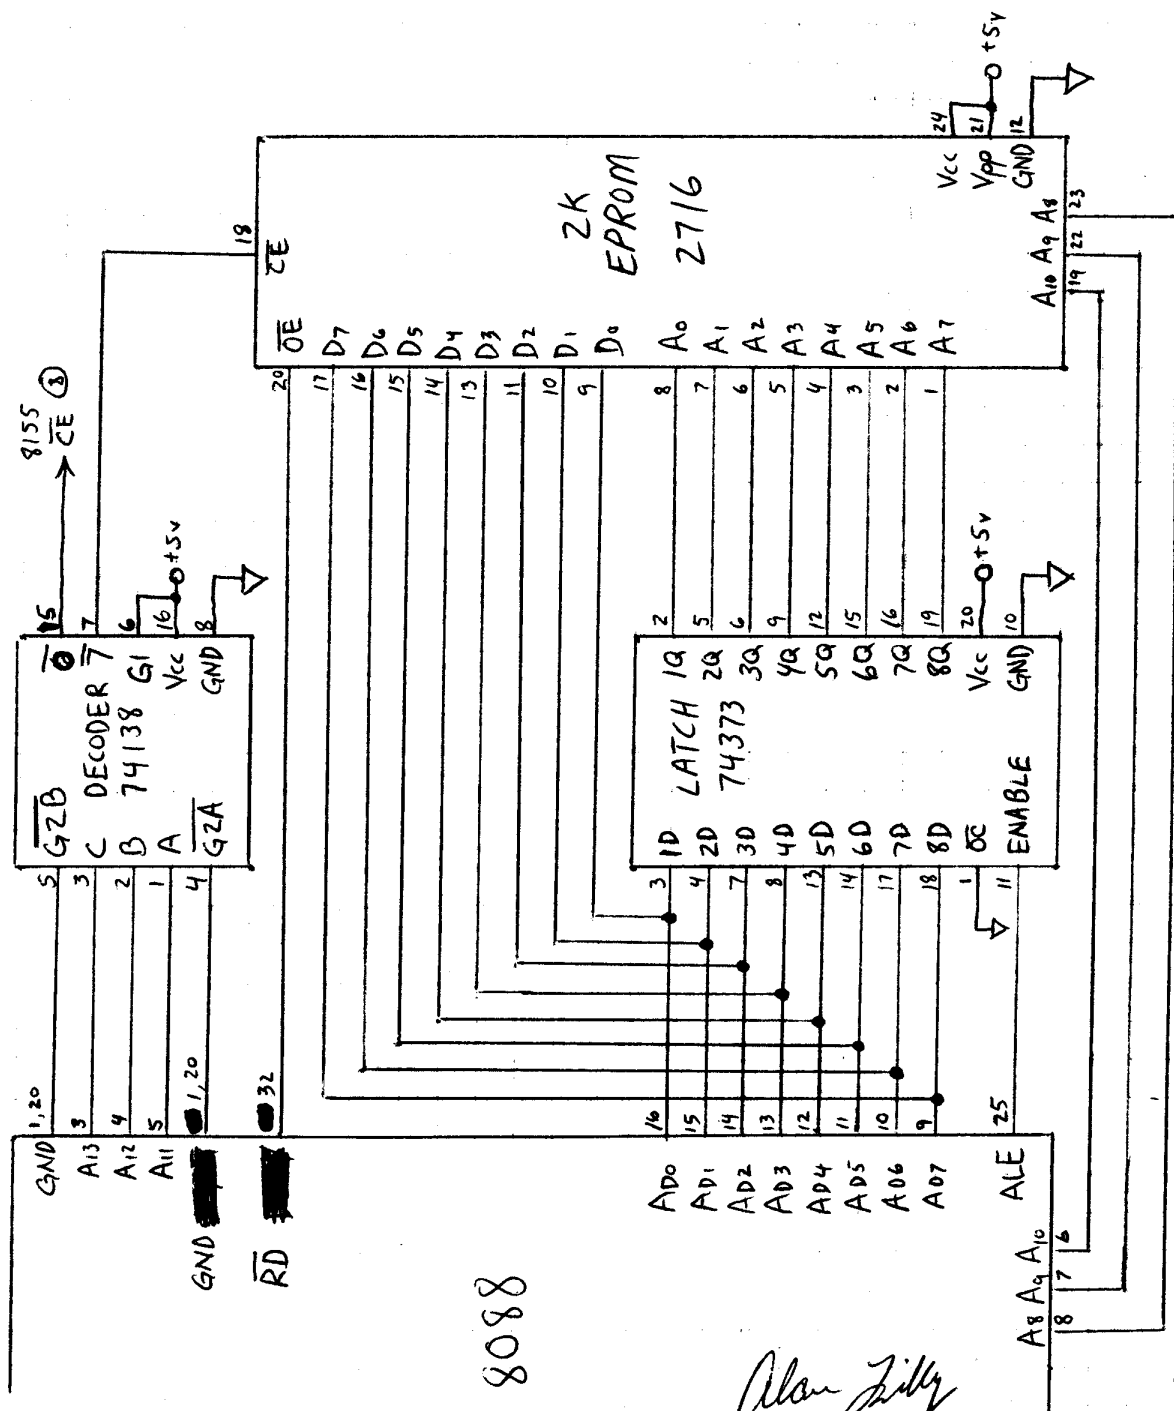 8088
GND 1,20
A13 3
A12 4
A11 5
GND 1,20
RD 32
AD0 16
AD1 15
AD2 14
AD3 13
AD4 12
AD5 11
AD6 10
AD7 9
ALE 25
A8 8
A9 7
A10 6
Alan Filly
5 G2B
3 C
2 B
1 A
4 G2A
DECODER
74138
0 15
7 7
G1 6
Vcc 16
GND 8
+5v
8155
CE 8
3 1D
4 2D
7 3D
8 4D
13 5D
14 6D
17 7D
18 8D
1 OC
11 ENABLE
LATCH
74373
1Q 2
2Q 5
3Q 6
4Q 9
5Q 12
6Q 15
7Q 16
8Q 19
Vcc 20
GND 10
+5v
20 OE
17 D7
16 D6
15 D5
14 D4
13 D3
11 D2
10 D1
9 D0
8 A0
7 A1
6 A2
5 A3
4 A4
3 A5
2 A6
1 A7
CE 18
2K
EPROM
2716
A10 19
A9 22
A8 23
Vcc 24
Vpp 21
GND 12
+5v